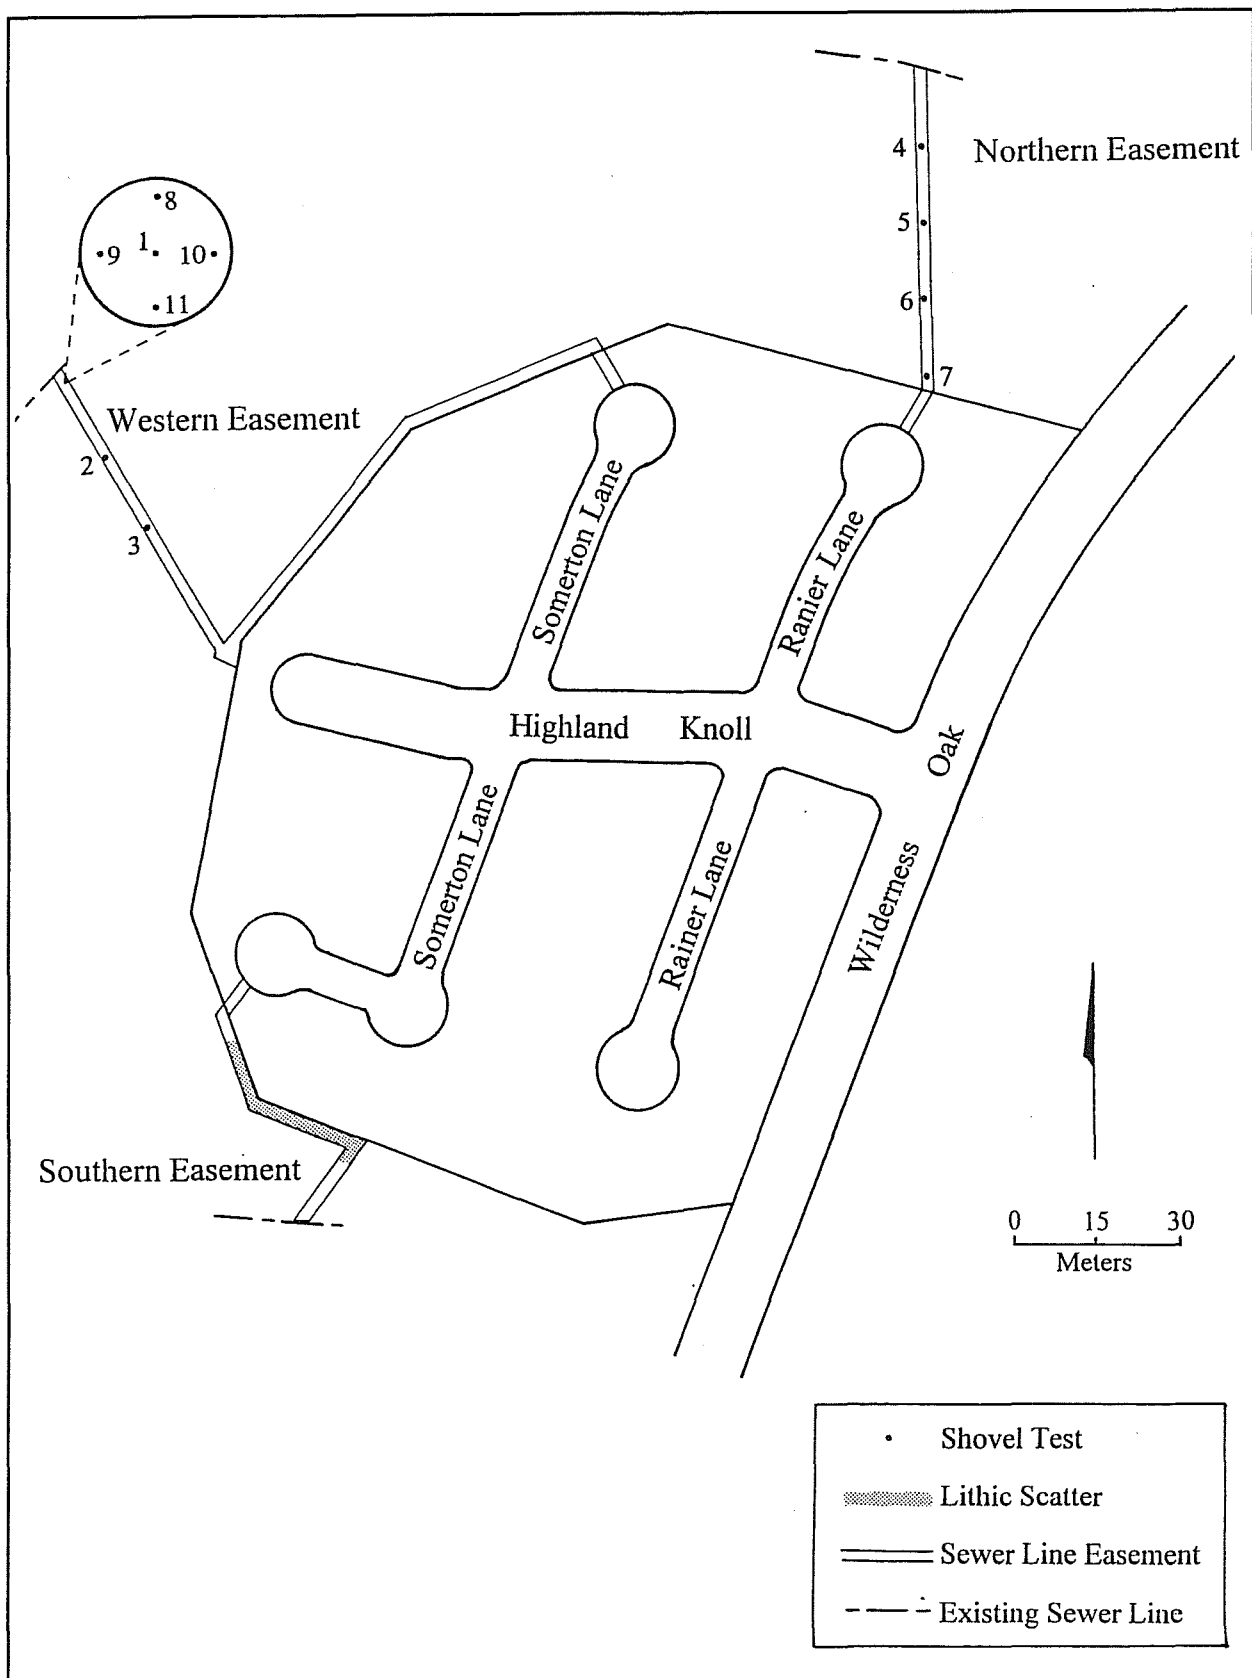 Northern Easement
4
5
6
7
8
9
1
10
11
Western Easement
2
3
Somerton Lane
Ranier Lane
Highland Knoll
Oak
Wilderness
Somerton Lane
Rainer Lane
Southern Easement
0 15 30
Meters
Shovel Test
Lithic Scatter
Sewer Line Easement
Existing Sewer Line